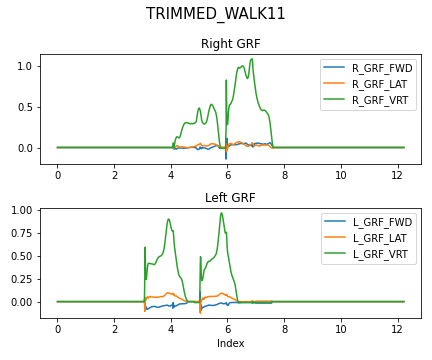 TRIMMED_WALK11
Right GRF
1.0
0.5
0.0
R_GRF_FWD
R_GRF_LAT
R_GRF_VRT
0 2 4 6 8 10 12
Left GRF
1.00
0.75
0.50
0.25
0.00
L_GRF_FWD
L_GRF_LAT
L_GRF_VRT
0 2 4 6 8 10 12
Index